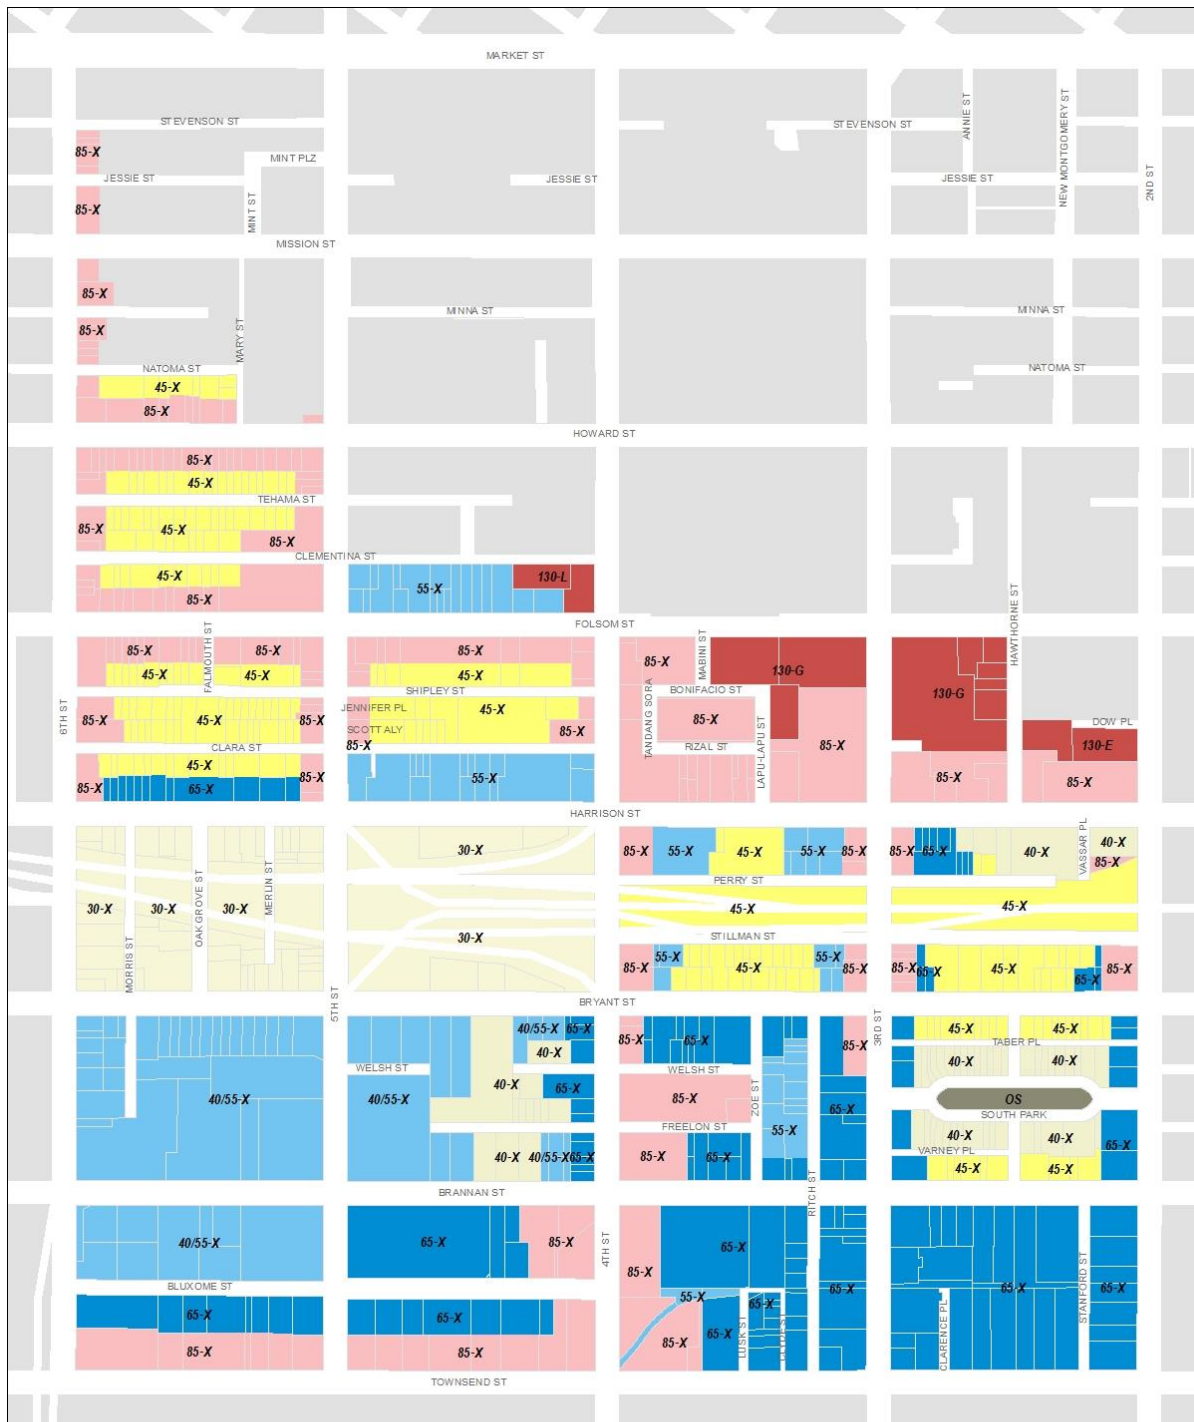 MARKET ST
STEVENSON ST
STEVENSON ST
ANNIE ST
NEW MONTGOMERY ST
2ND ST
85-X
MINT PLZ
JESSIE ST
JESSIE ST
JESSIE ST
85-X
MINT ST
MISSION ST
85-X
MINNA ST
MINNA ST
85-X
MARY ST
NATOMA ST
NATOMA ST
45-X
85-X
HOWARD ST
85-X
45-X
TEHAMA ST
85-X
45-X
85-X
CLEMENTINA ST
45-X
85-X
55-X
130-L
HAWTHORNE ST
FOLSOM ST
85-X
85-X
FALMOUTH ST
45-X
45-X
85-X
45-X
SHIPLEY ST
85-X
MABINI ST
130-G
130-G
BONIFACIO ST
TANDANG SORA
6TH ST
85-X
45-X
85-X
JENNIFER PL
45-X
SCOTT ALY
85-X
85-X
85-X
LAPU-LAPU ST
85-X
DOW PL
130-E
CLARA ST
RIZAL ST
45-X
85-X
65-X
85-X
55-X
85-X
85-X
HARRISON ST
30-X
85-X
55-X
45-X
55-X
85-X
85-X
65-X
40-X
VASSAR PL
40-X
85-X
PERRY ST
30-X
30-X
30-X
OAK GROVE ST
MERLIN ST
MORRIS ST
45-X
45-X
30-X
STILLMAN ST
85-X
55-X
45-X
55-X
85-X
85-X
65-X
45-X
65-X
85-X
5TH ST
BRYANT ST
3RD ST
40/55-X
65-X
85-X
65-X
85-X
45-X
45-X
TABER PL
40-X
40-X
40-X
WELSH ST
WELSH ST
40/55-X
40/55-X
40-X
65-X
85-X
ZOE ST
65-X
OS
SOUTH PARK
FREELON ST
55-X
40-X
40-X
65-X
VARNEY PL
40-X
40/55-X
65-X
85-X
65-X
45-X
45-X
BRANNAN ST
RITCH ST
40/55-X
65-X
85-X
4TH ST
85-X
65-X
BLUXOME ST
55-X
65-X
65-X
65-X
STANFORD ST
65-X
65-X
65-X
LUSK ST
65-X
CLARENCE PL
85-X
85-X
85-X
65-X
TOWNSEND ST